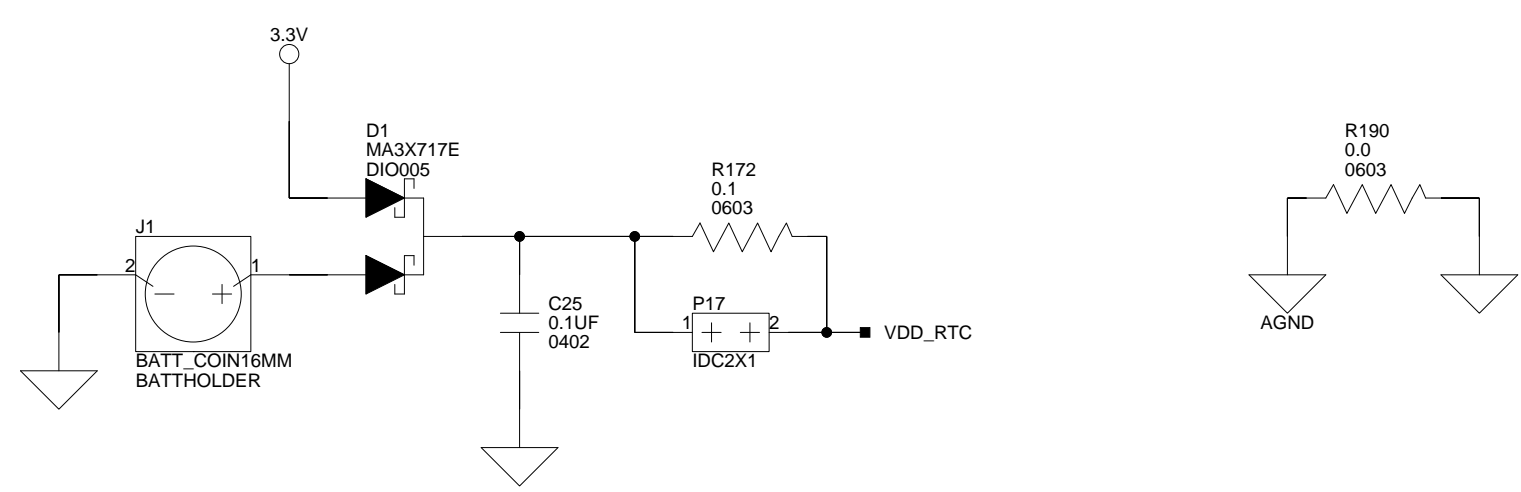 3.3V
D1
MA3X717E
DIO005
R172
0.1
0603
R190
0.0
0603
J1
2
1
C25
0.1UF
0402
P17
1
2
IDC2X1
VDD_RTC
AGND
BATT_COIN16MM
BATTHOLDER